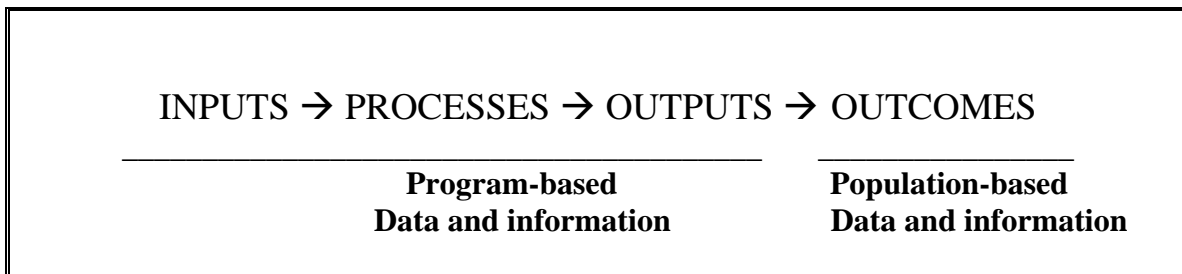 INPUTS → PROCESSES → OUTPUTS → OUTCOMES
Program-based Population-based
Data and information Data and information